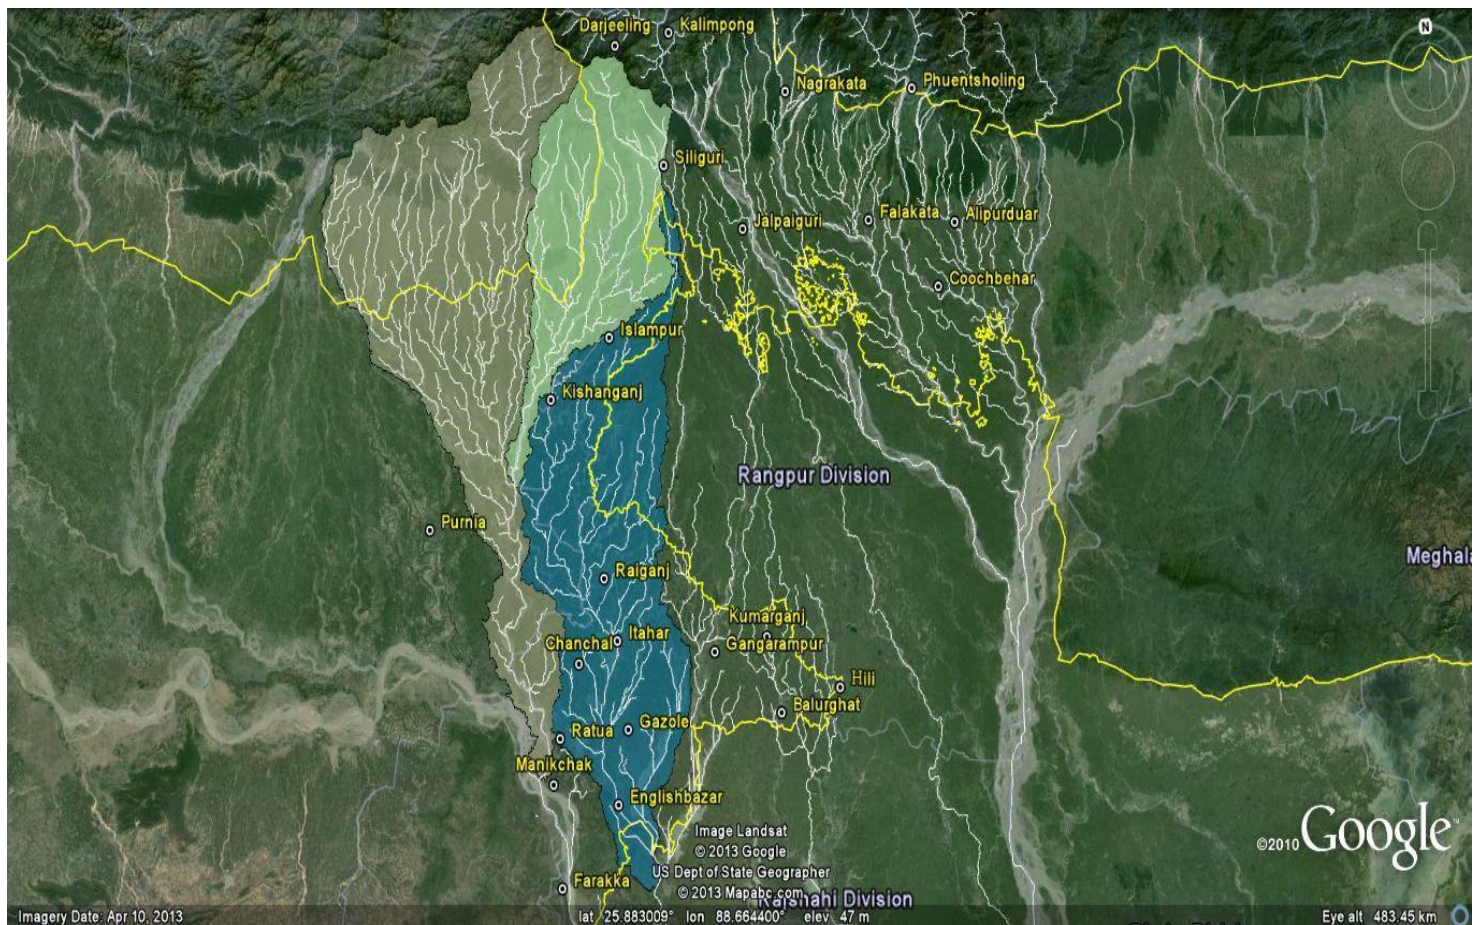 Darjeeling
Kalimpong
N
Nagrakata
Phuentsholing
Siliguri
Jalpaiguri
Falakata
Alipurduar
Coochbehar
Islampur
Kishanganj
Rangpur Division
Purnia
Meghala
Raiganj
Kumarganj
Itahar
Gangarampur
Chanchal
Hili
Balurghat
Ratua
Gazole
Manikchak
Englishbazar
Image Landsat
© 2013 Google
US Dept of State Geographer
© 2013 Mapabc.com
©2010 Google™
Farakka
Rajshahi Division
Imagery Date: Apr 10, 2013
lat 25.883009° lon 88.664400° elev 47 m
Eye alt 483.45 km